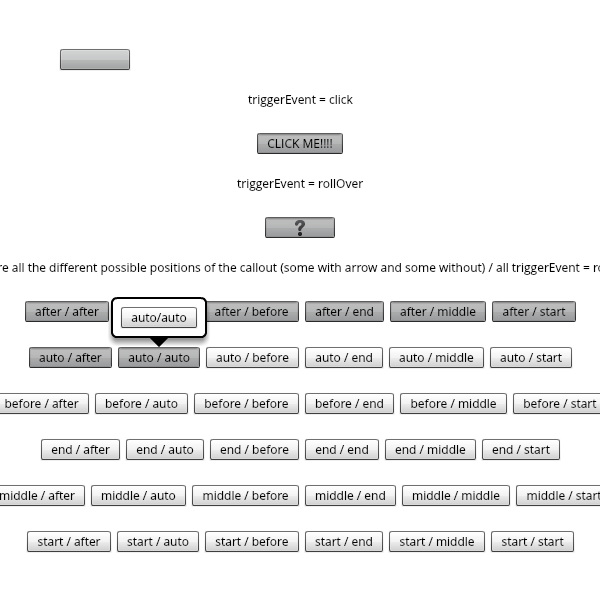 triggerEvent = click
CLICK ME!!!!
triggerEvent = rollOver
?
all the different possible positions of the callout (some with arrow and some without) / all triggerEvent =
after / after auto/auto after / before after / end after / middle after / start
auto / after auto / auto auto / before auto / end auto / middle auto / start
before / after before / auto before / before before / end before / middle before / start
end / after end / auto end / before end / end end / middle end / start
middle / after middle / auto middle / before middle / end middle / middle middle / start
start / after start / auto start / before start / end start / middle start / start